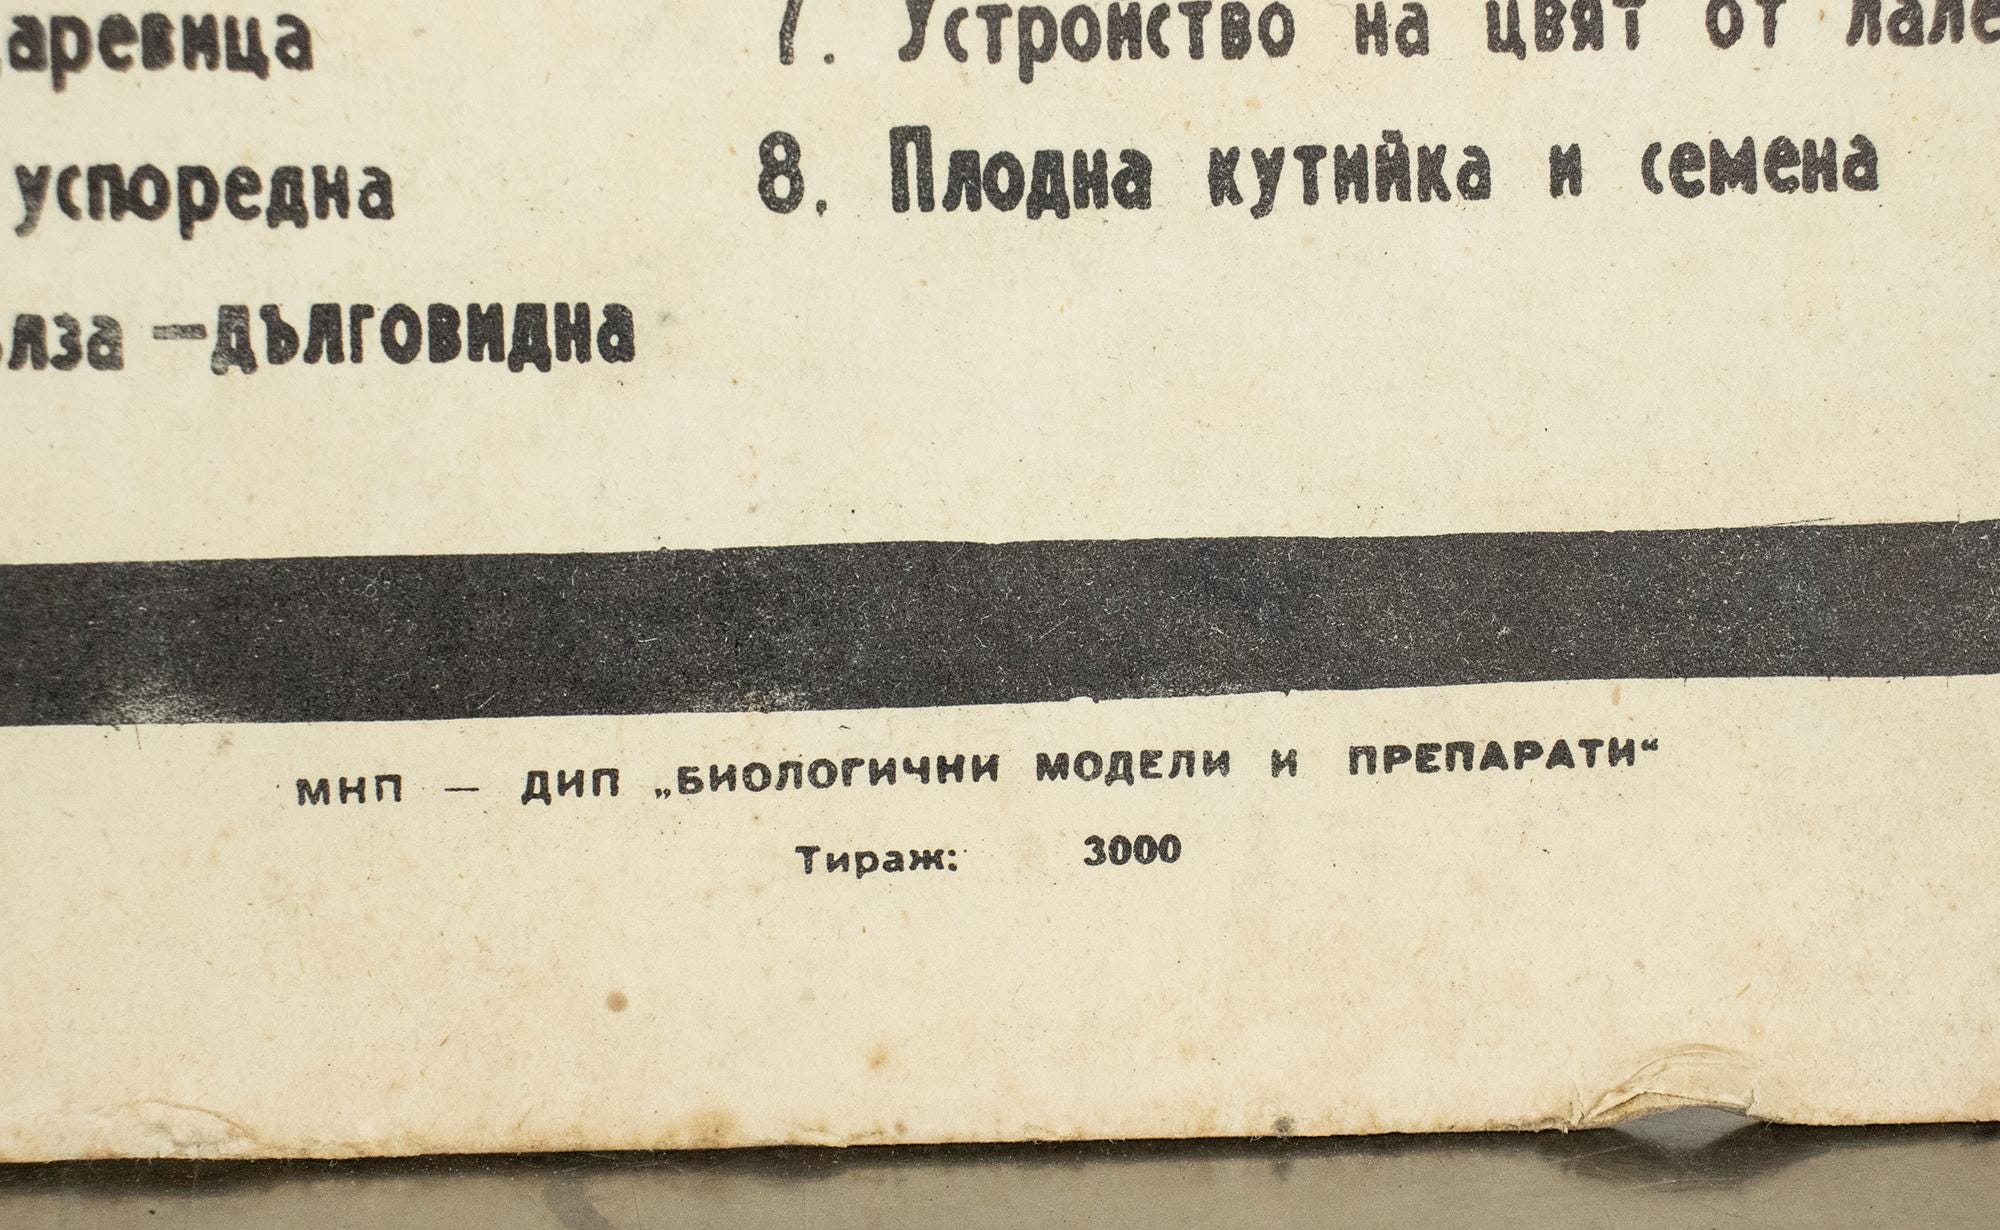 аревица
успоредна
лза – дълговидна
7. Устройство на цвят от лале
8. Плодна кутийка и семена
МНП — ДИП „БИОЛОГИЧНИ МОДЕЛИ И ПРЕПАРАТИ“
Тираж: 3000